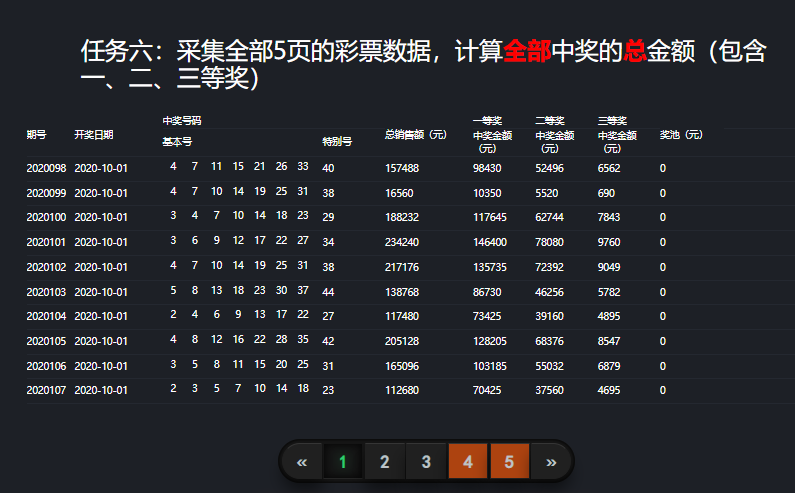 任务六：采集全部5页的彩票数据，计算全部中奖的总金额（包含
一、二、三等奖）
中奖号码 一等奖 二等奖 三等奖
期号 开奖日期 基本号 特别号 总销售额（元） 中奖金额 中奖金额 中奖金额 奖池（元）
（元） （元） （元）
2020098 2020-10-01 4 7 11 15 21 26 33 40 157488 98430 52496 6562 0
2020099 2020-10-01 4 7 10 14 19 25 31 38 16560 10350 5520 690 0
2020100 2020-10-01 3 4 7 10 14 18 23 29 188232 117645 62744 7843 0
2020101 2020-10-01 3 6 9 12 17 22 27 34 234240 146400 78080 9760 0
2020102 2020-10-01 4 7 10 14 19 25 31 38 217176 135735 72392 9049 0
2020103 2020-10-01 5 8 13 18 23 30 37 44 138768 86730 46256 5782 0
2020104 2020-10-01 2 4 6 9 13 17 22 27 117480 73425 39160 4895 0
2020105 2020-10-01 4 8 12 16 22 28 35 42 205128 128205 68376 8547 0
2020106 2020-10-01 3 5 8 11 15 20 25 31 165096 103185 55032 6879 0
2020107 2020-10-01 2 3 5 7 10 14 18 23 112680 70425 37560 4695 0
« 1 2 3 4 5 »